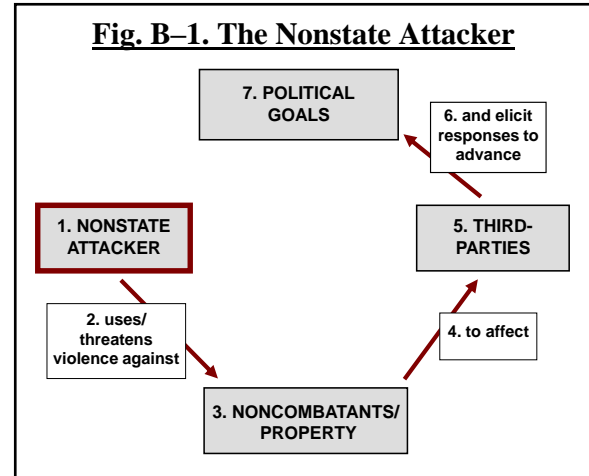 Fig. B–1. The Nonstate Attacker
7. POLITICAL
GOALS
6. and elicit
responses to
advance
1. NONSTATE
ATTACKER
5. THIRD-
PARTIES
2. uses/
threatens
violence against
4. to affect
3. NONCOMBATANTS/
PROPERTY